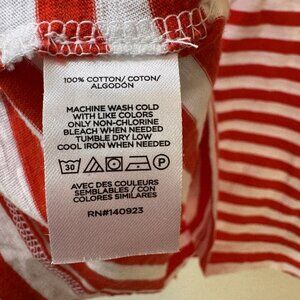 100% COTTON/ COTON/
ALGODÓN
MACHINE WASH COLD
WITH LIKE COLORS
ONLY NON-CHLORINE
BLEACH WHEN NEEDED
TUMBLE DRY LOW
COOL IRON WHEN NEEDED
30 P
AVEC DES COULEURS
SEMBLABLES / CON
COLORES SIMILARES
RN#140923